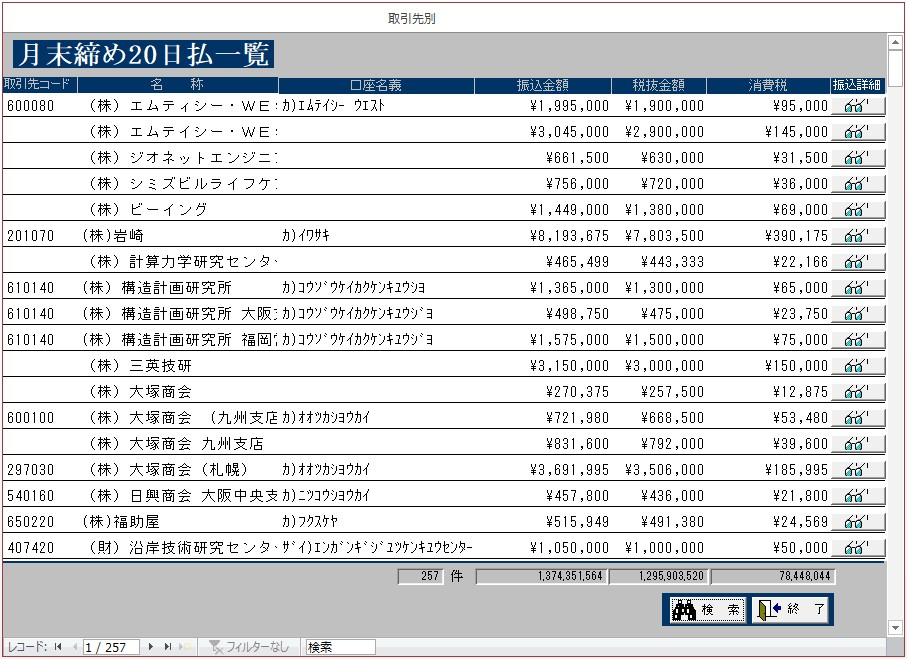 取引先別
月末締め20日払一覧
取引先コード 名 称 口座名義 振込金額 税抜金額 消費税 振込詳細
600080 (株) エムティシー・WE カ)エムテイシー ウエスト ¥1,995,000 ¥1,900,000 ¥95,000
(株) エムティシー・WE ¥3,045,000 ¥2,900,000 ¥145,000
(株) ジオネットエンジニ ¥661,500 ¥630,000 ¥31,500
(株) シミズビルライフケ ¥756,000 ¥720,000 ¥36,000
(株) ビーイング ¥1,449,000 ¥1,380,000 ¥69,000
201070 (株)岩崎 カ)イワサキ ¥8,193,675 ¥7,803,500 ¥390,175
(株) 計算力学研究センタ ¥465,499 ¥443,333 ¥22,166
610140 (株) 構造計画研究所 カ)コウゾウケイカクケンキユウシヨ ¥1,365,000 ¥1,300,000 ¥65,000
610140 (株) 構造計画研究所 大阪 カ)コウゾウケイカクケンキユウジヨ ¥498,750 ¥475,000 ¥23,750
610140 (株) 構造計画研究所 福岡 カ)コウゾウケイカクケンキユウジヨ ¥1,575,000 ¥1,500,000 ¥75,000
(株) 三英技研 ¥3,150,000 ¥3,000,000 ¥150,000
(株) 大塚商会 ¥270,375 ¥257,500 ¥12,875
600100 (株) 大塚商会 (九州支店 カ)オオツカシヨウカイ ¥721,980 ¥668,500 ¥53,480
(株) 大塚商会 九州支店 ¥831,600 ¥792,000 ¥39,600
297030 (株) 大塚商会 (札幌) カ)オオツカシヨウカイ ¥3,691,995 ¥3,506,000 ¥185,995
540160 (株) 日興商会 大阪中央支 カ)ニツコウシヨウカイ ¥457,800 ¥436,000 ¥21,800
650220 (株)福助屋 カ)フクスケヤ ¥515,949 ¥491,380 ¥24,569
407420 (財) 沿岸技術研究センタ ザイ)エンガンギジユツケンキユウセンター ¥1,050,000 ¥1,000,000 ¥50,000
257 件 1,374,351,564 1,295,903,520 78,448,044
検 索 終 了
レコード: 1 / 257 フィルターなし 検索